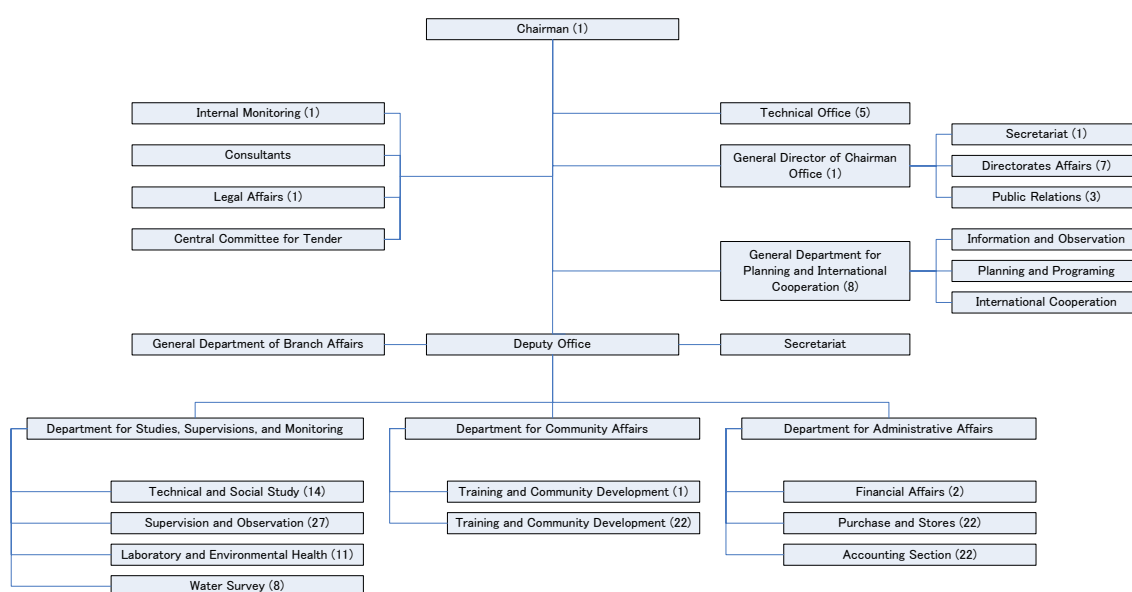 Chairman (1)
Internal Monitoring (1)
Technical Office (5)
Secretariat (1)
Consultants
General Director of Chairman
Office (1)
Directorates Affairs (7)
Legal Affairs (1)
Public Relations (3)
Central Committee for Tender
Information and Observation
General Department for
Planning and International
Cooperation (8)
Planning and Programing
International Cooperation
General Department of Branch Affairs
Deputy Office
Secretariat
Department for Studies, Supervisions, and Monitoring
Department for Community Affairs
Department for Administrative Affairs
Technical and Social Study (14)
Training and Community Development (1)
Financial Affairs (2)
Supervision and Observation (27)
Training and Community Development (22)
Purchase and Stores (22)
Laboratory and Environmental Health (11)
Accounting Section (22)
Water Survey (8)